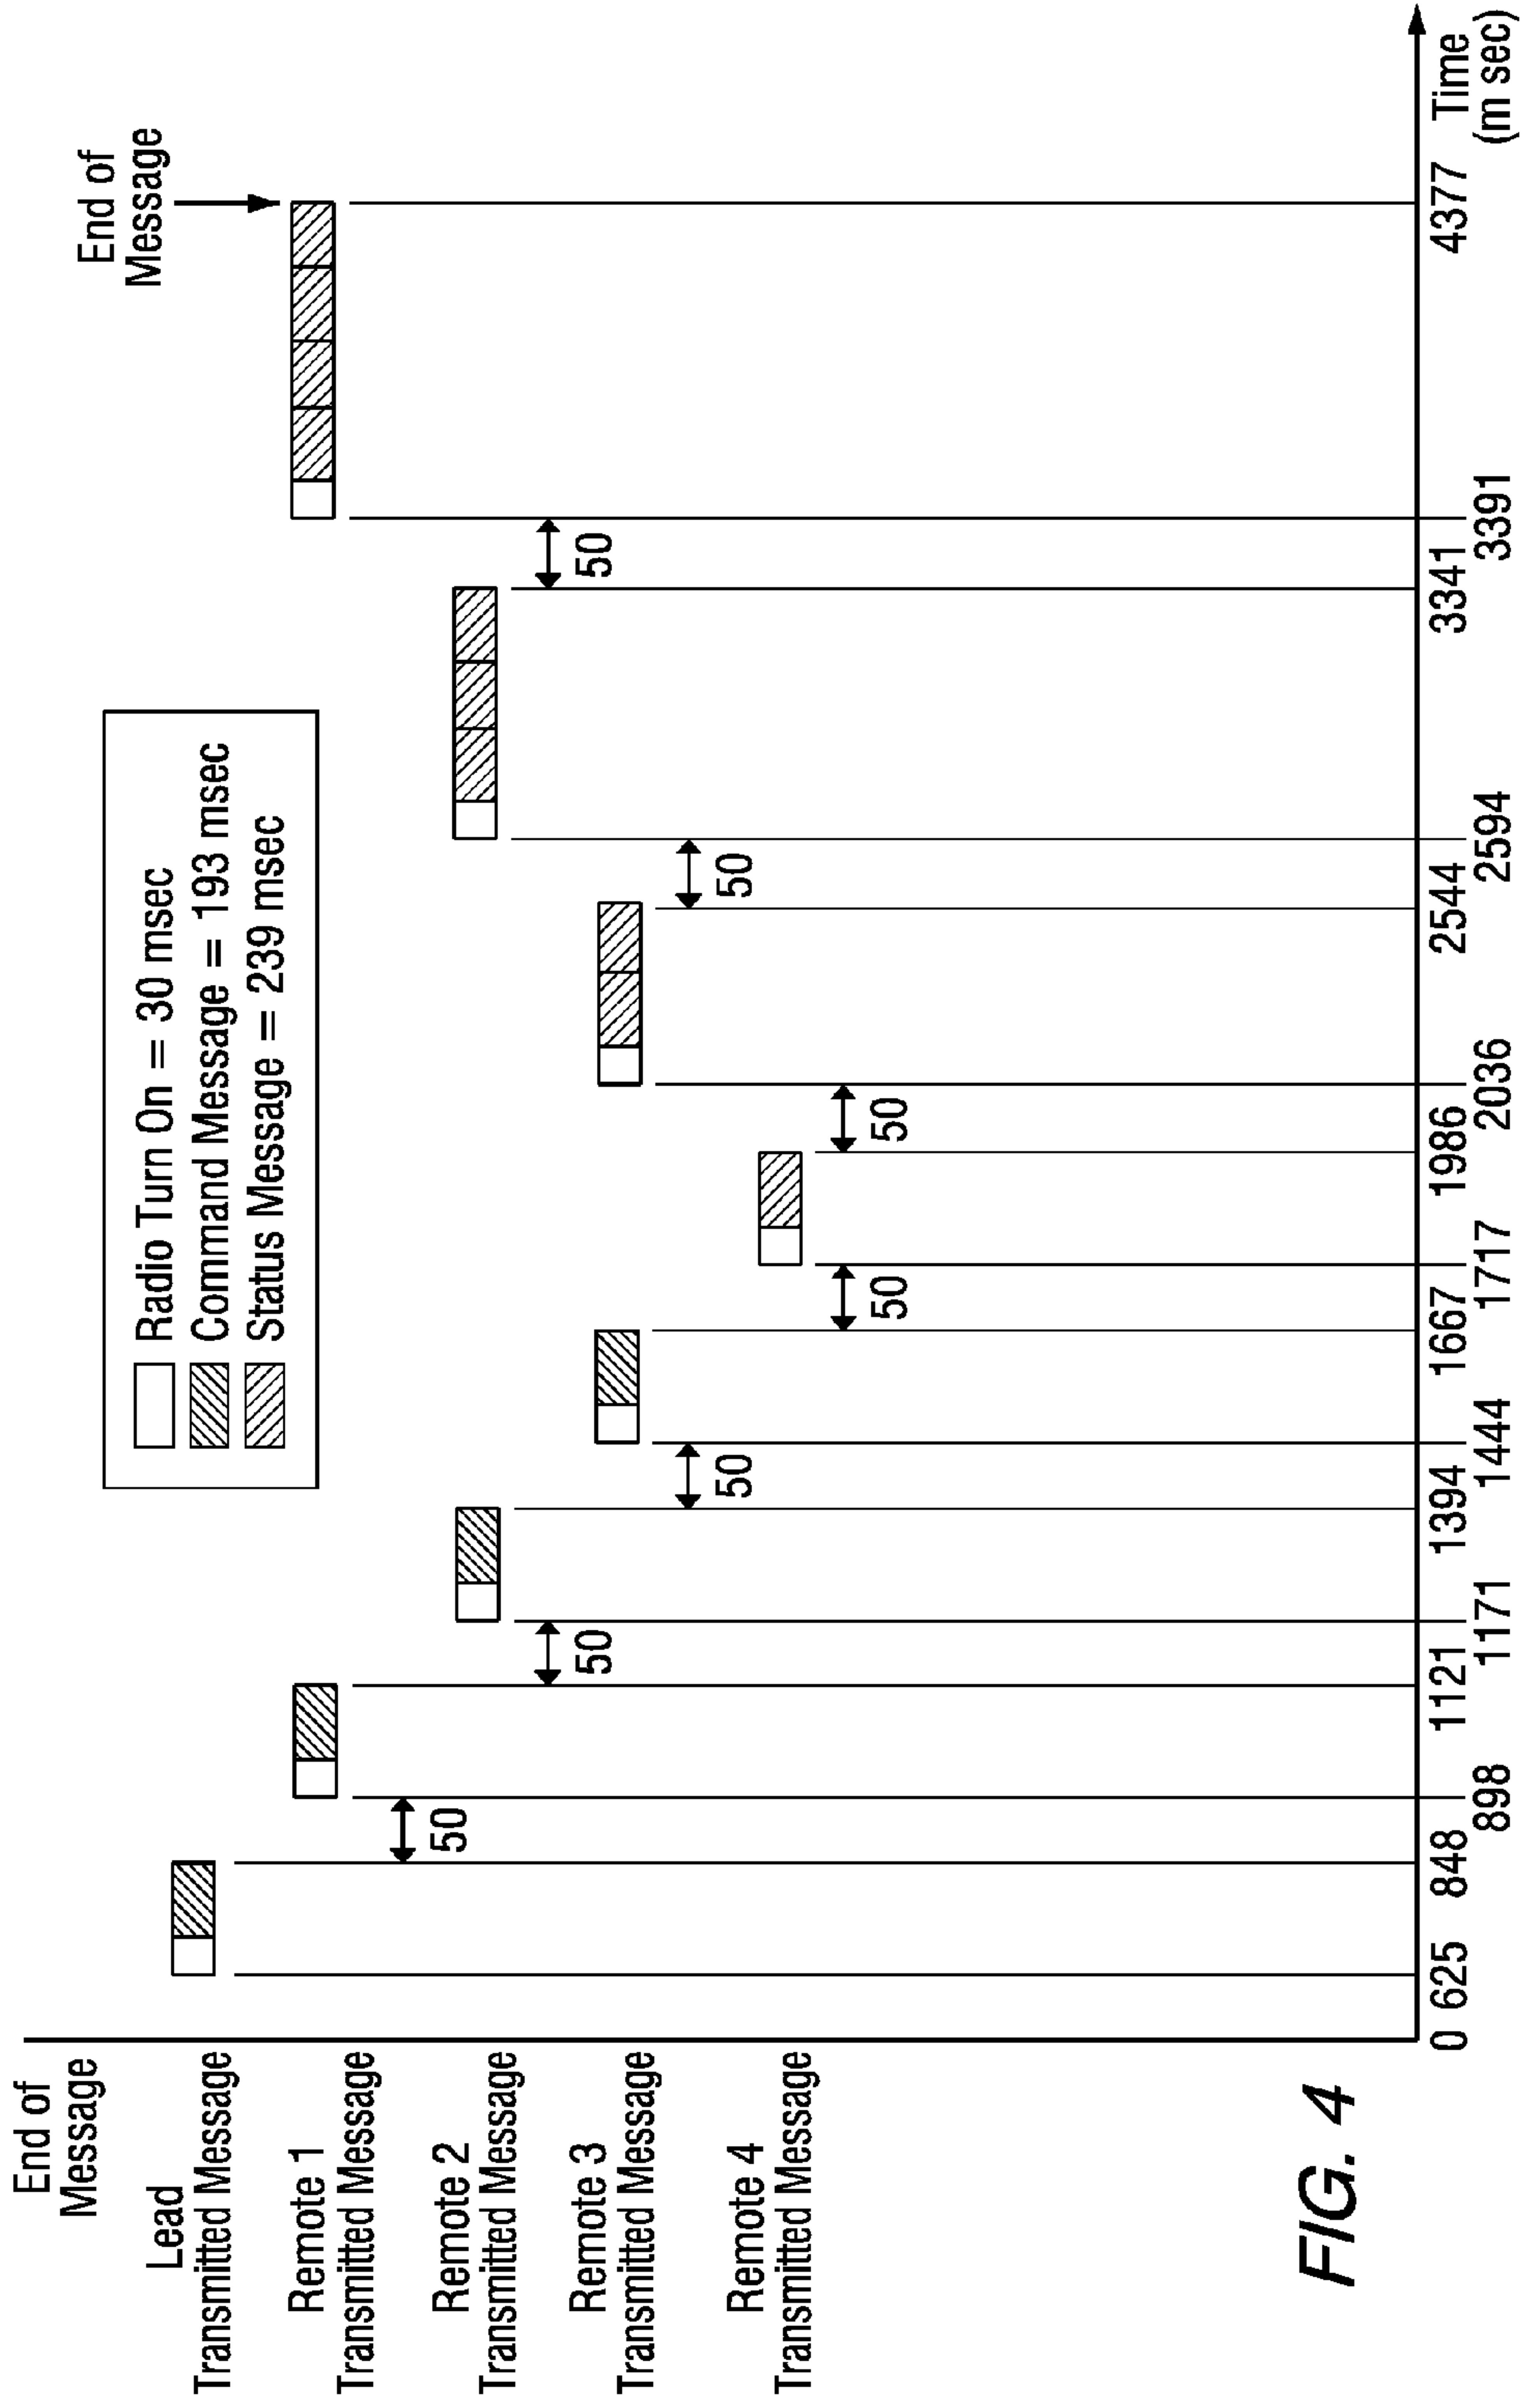 End of
Message
End of
Message
Radio Turn On = 30 msec
Command Message = 193 msec
Status Message = 239 msec
Lead
Transmitted Message
Remote 1
Transmitted Message
Remote 2
Transmitted Message
Remote 3
Transmitted Message
Remote 4
Transmitted Message
50
50
50
50
50
50
50
50
0 625 848 1121 1394 1667 1986 2544 3341 4377 Time
898 1171 1444 1717 2036 2594 3391 (m sec)
FIG. 4